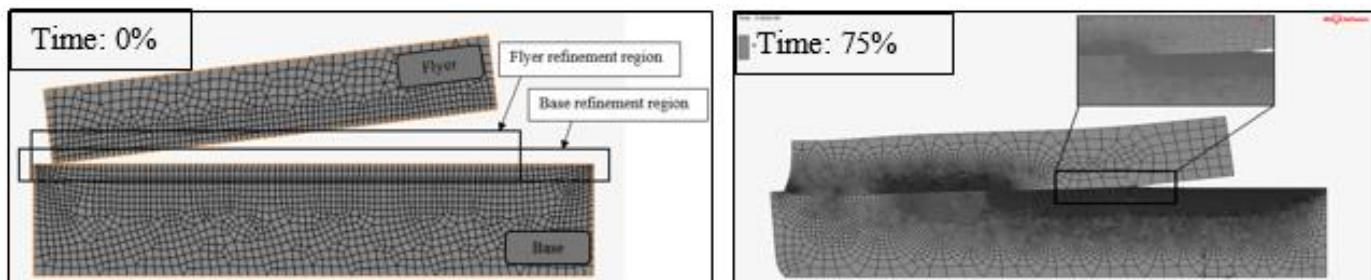 Time: 0%
Flyer
Flyer refinement region
Base refinement region
Base
Time: 75%